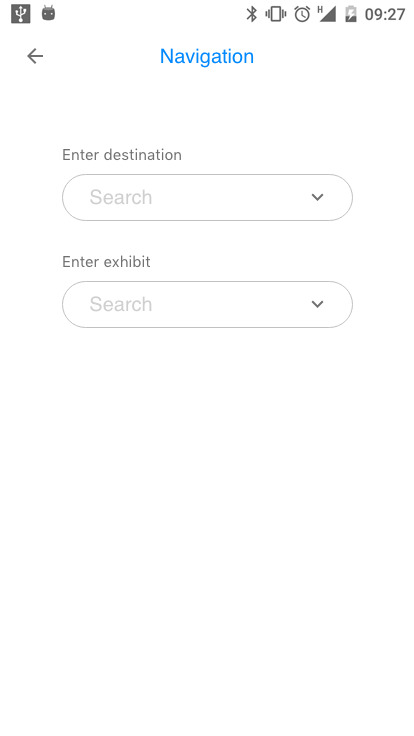 H
09:27
Navigation
Enter destination
Search
Enter exhibit
Search